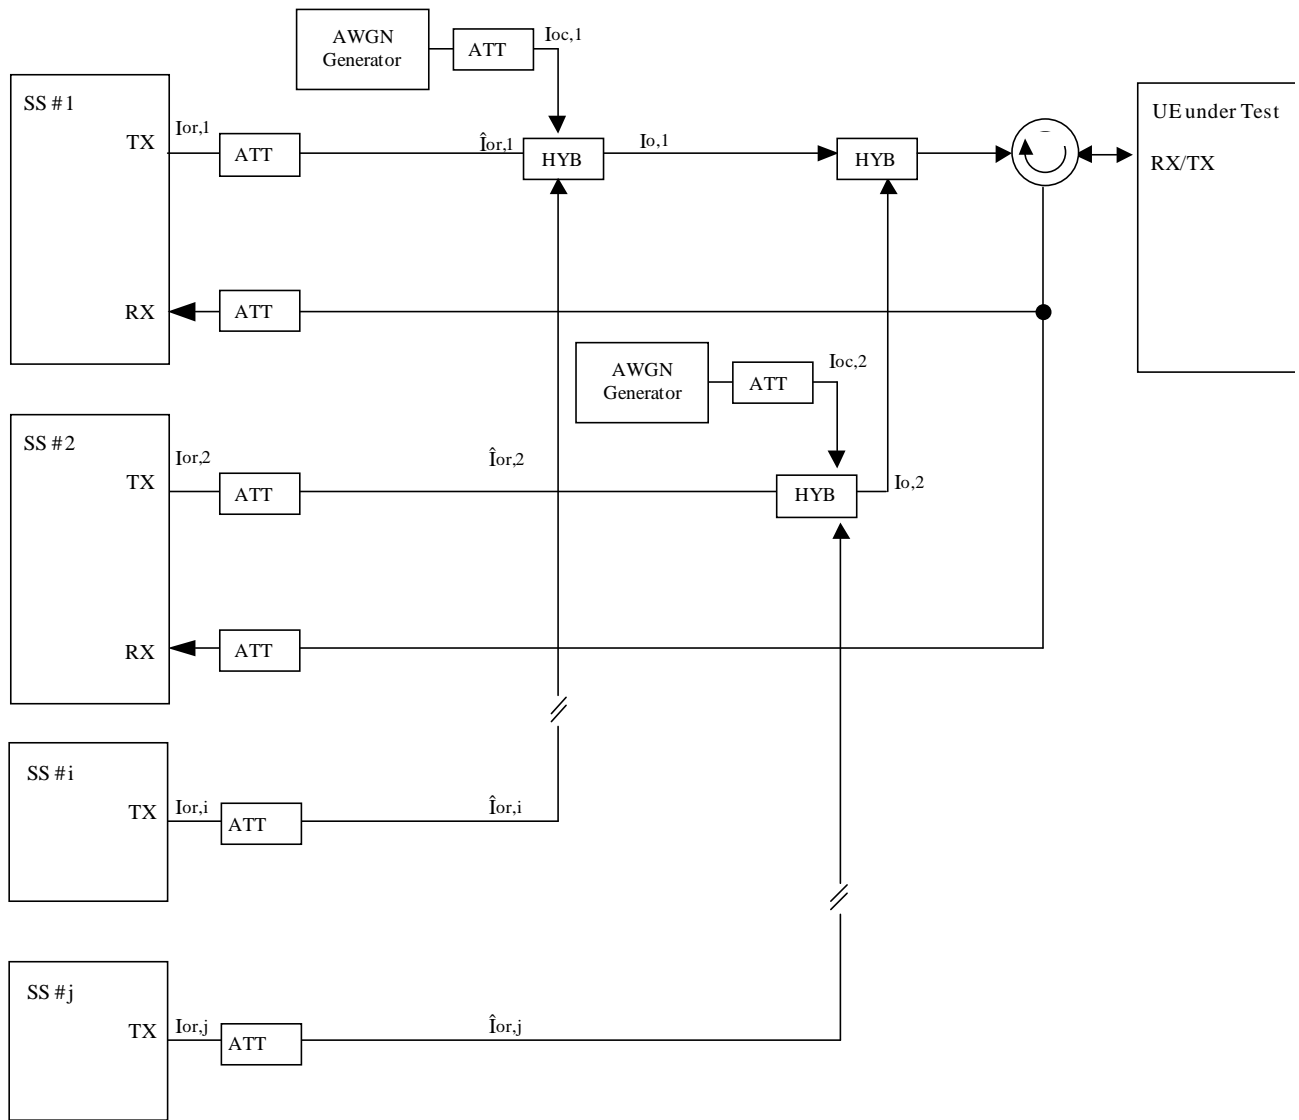 AWGN
Generator
ATT
Ioc,1
SS #1
TX
Ior,1
ATT
Îor,1
HYB
Io,1
HYB
UE under Test
RX/TX
RX
ATT
AWGN
Generator
ATT
Ioc,2
SS #2
TX
Ior,2
ATT
Îor,2
HYB
Io,2
RX
ATT
SS #i
TX
Ior,i
ATT
Îor,i
SS #j
TX
Ior,j
ATT
Îor,j